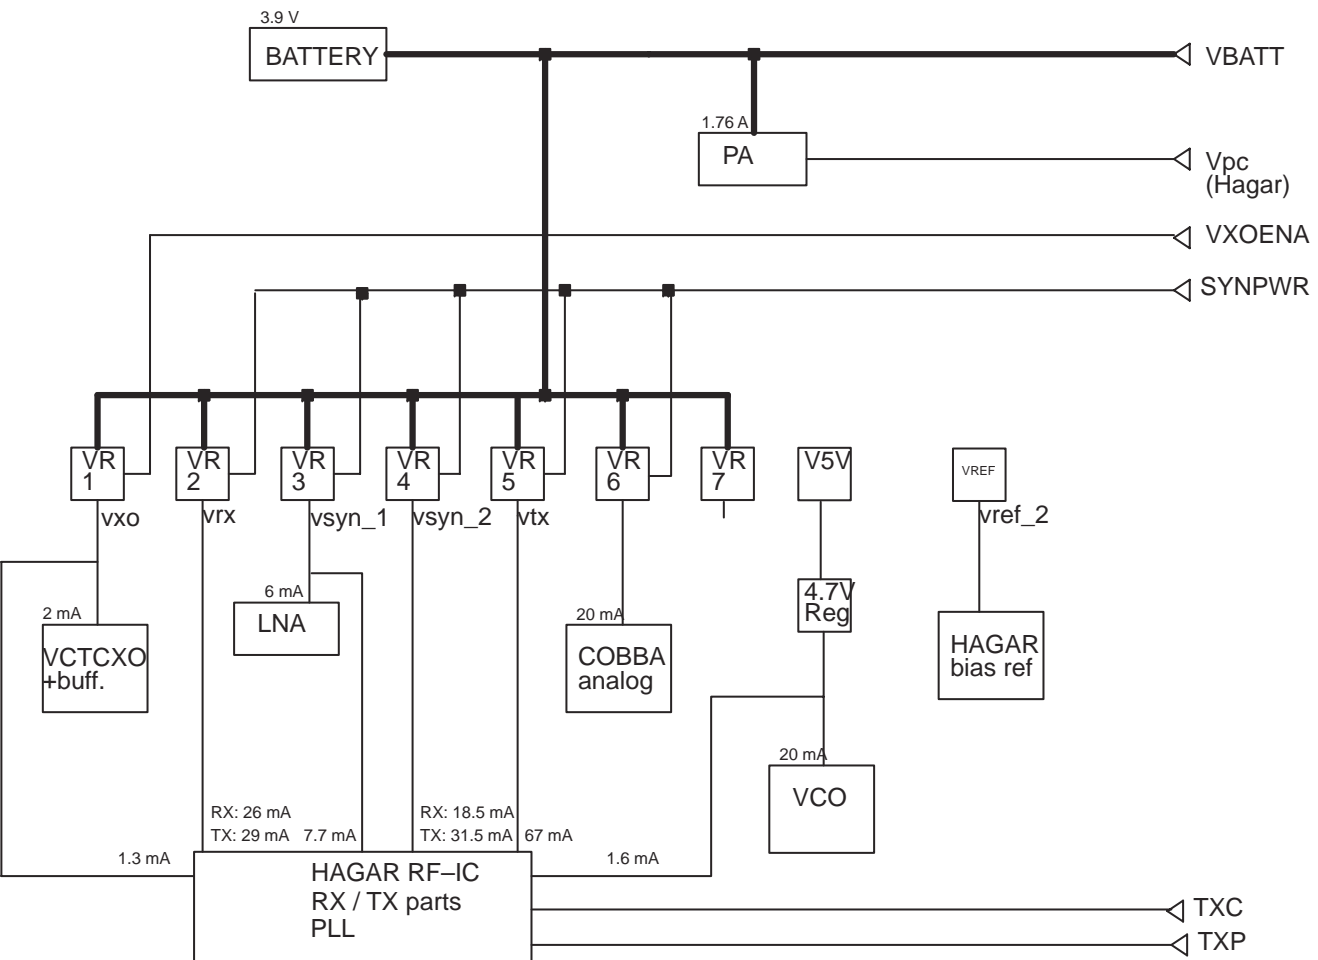 3.9 V
BATTERY
VBATT
1.76 A
PA
Vpc
(Hagar)
VXOENA
SYNPWR
VR
1
VR
2
VR
3
VR
4
VR
5
VR
6
VR
7
V5V
VREF
vxo
vrx
vsyn_1
vsyn_2
vtx
vref_2
2 mA
VCTCXO
+buff.
6 mA
LNA
20 mA
COBBA
analog
4.7V
Reg
HAGAR
bias ref
20 mA
VCO
RX: 26 mA
TX: 29 mA
7.7 mA
RX: 18.5 mA
TX: 31.5 mA
67 mA
1.3 mA
1.6 mA
HAGAR RF–IC
RX / TX parts
PLL
TXC
TXP